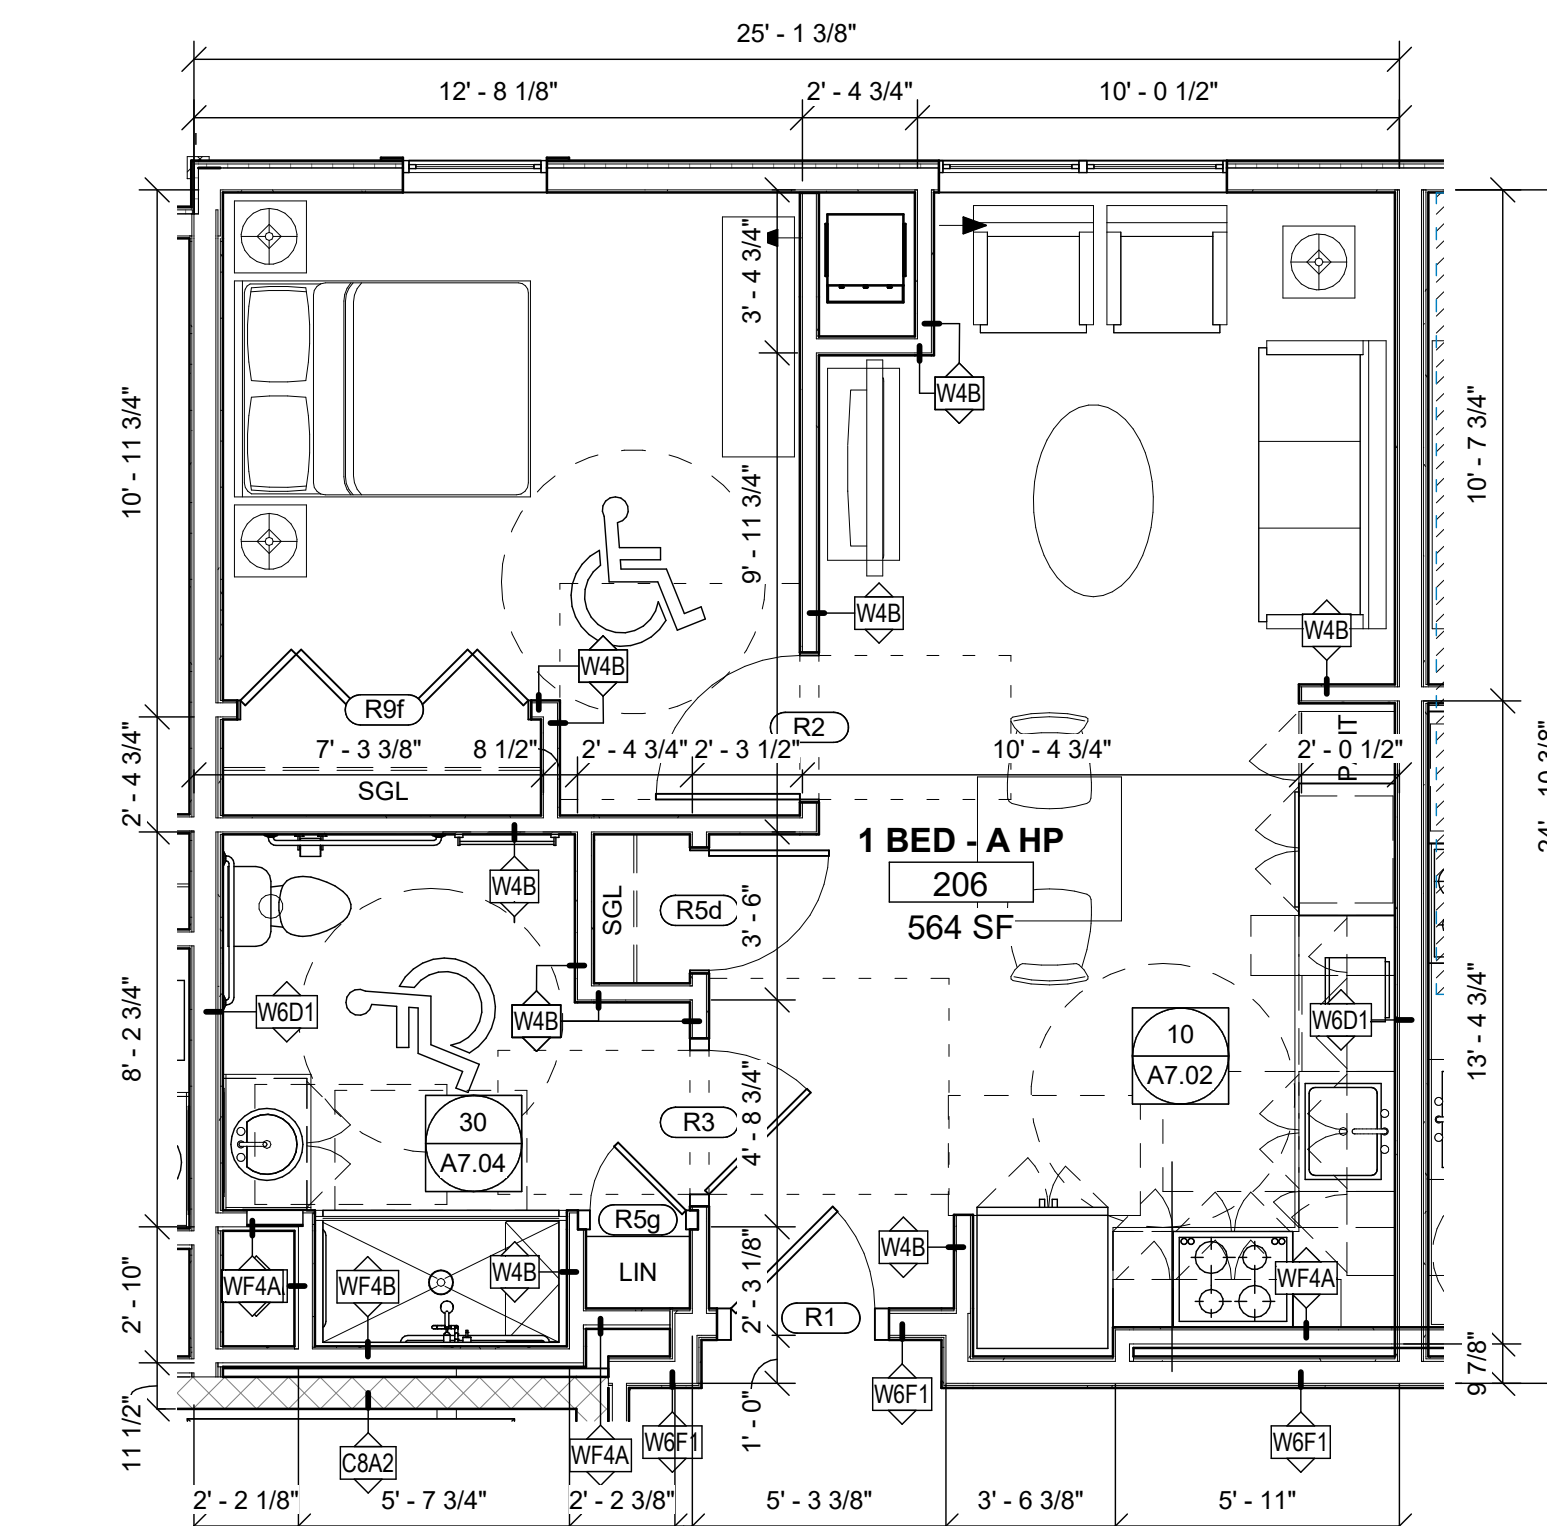 25' - 1 3/8"
12' - 8 1/8"
2' - 4 3/4"
10' - 0 1/2"
3' - 4 3/4"
W4B
10' - 11 3/4"
10' - 7 3/4"
9' - 11 3/4"
W4B
W4B
W4B
R9f
R2
7' - 3 3/8"
8 1/2"
2' - 4 3/4"
2' - 3 1/2"
10' - 4 3/4"
2' - 0 1/2"
2' - 4 3/4"
SGL
1 BED - A HP
206
564 SF
W4B
SGL
R5d
3' - 6"
W6D1
W4B
W6D1
8' - 2 3/4"
13' - 4 3/4"
10
A7.02
30
A7.04
R3
4' - 8 3/4"
R5g
W4B
LIN
W4B
WF4A
WF4B
WF4A
2' - 10"
2' - 3 1/8"
R1
9 7/8"
11 1/2"
1' - 0"
W6F1
C8A2
WF4A
W6F1
W6F1
2' - 2 1/8"
5' - 7 3/4"
2' - 2 3/8"
5' - 3 3/8"
3' - 6 3/8"
5' - 11"